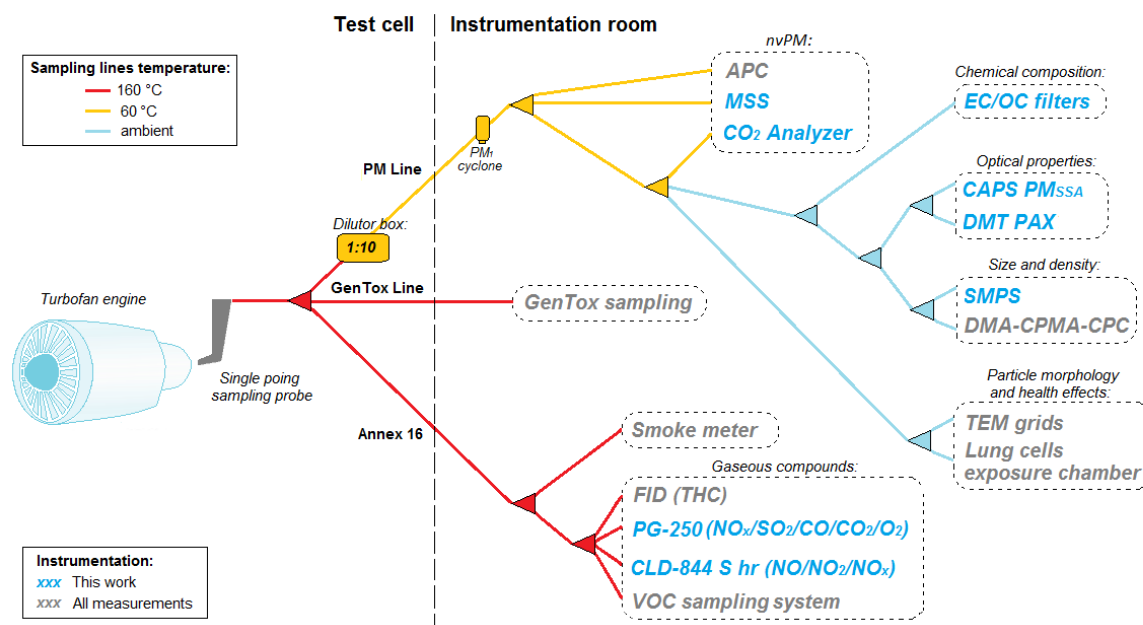 Test cell
Instrumentation room
Sampling lines temperature:
160 °C
60 °C
ambient
nvPM:
APC
MSS
CO₂ Analyzer
Chemical composition:
EC/OC filters
PM₁
cyclone
PM Line
Optical properties:
CAPS PMSSA
DMT PAX
Dilutor box:
1:10
GenTox Line
GenTox sampling
Size and density:
SMPS
DMA-CPMA-CPC
Turbofan engine
Single poing
sampling probe
Particle morphology
and health effects:
TEM grids
Lung cells
exposure chamber
Annex 16
Smoke meter
Gaseous compounds:
FID (THC)
PG-250 (NOₓ/SO₂/CO/CO₂/O₂)
CLD-844 S hr (NO/NO₂/NOₓ)
VOC sampling system
Instrumentation:
xxx This work
xxx All measurements